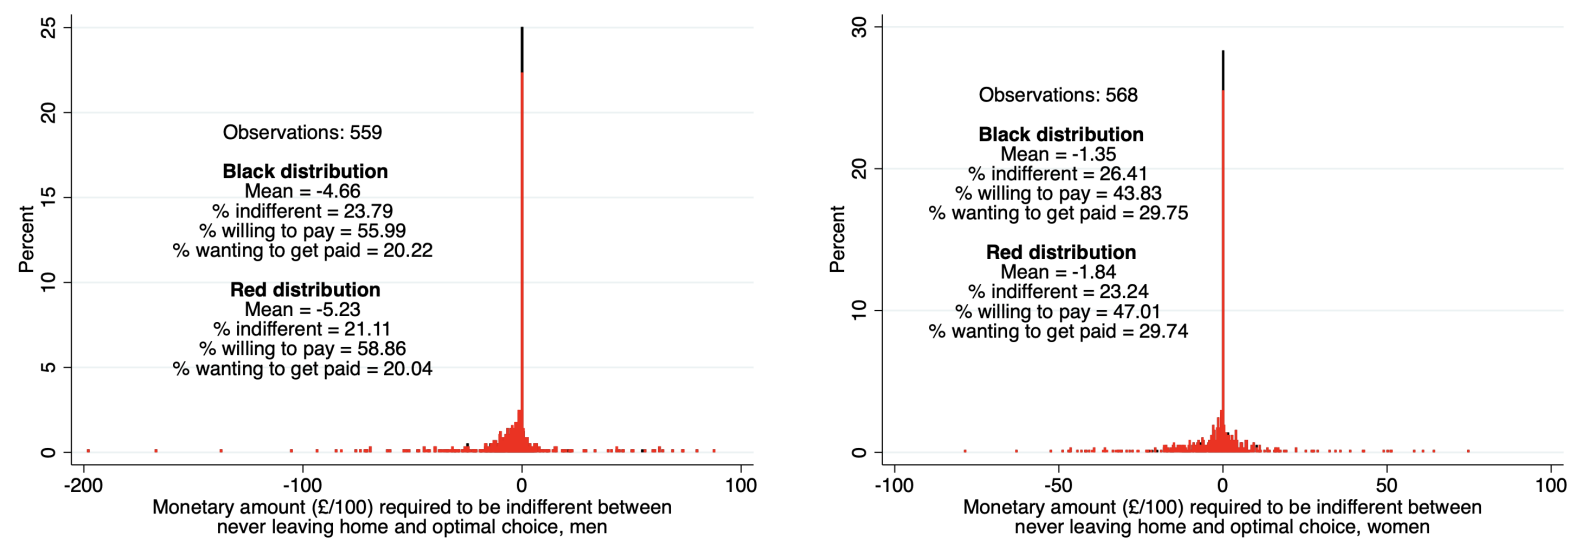 25
20
15
10
5
0
Percent
Observations: 559
Black distribution
Mean = -4.66
% indifferent = 23.79
% willing to pay = 55.99
% wanting to get paid = 20.22
Red distribution
Mean = -5.23
% indifferent = 21.11
% willing to pay = 58.86
% wanting to get paid = 20.04
-200 -100 0 100
Monetary amount (£/100) required to be indifferent between
never leaving home and optimal choice, men
30
20
10
0
Percent
Observations: 568
Black distribution
Mean = -1.35
% indifferent = 26.41
% willing to pay = 43.83
% wanting to get paid = 29.75
Red distribution
Mean = -1.84
% indifferent = 23.24
% willing to pay = 47.01
% wanting to get paid = 29.74
-100 -50 0 50 100
Monetary amount (£/100) required to be indifferent between
never leaving home and optimal choice, women